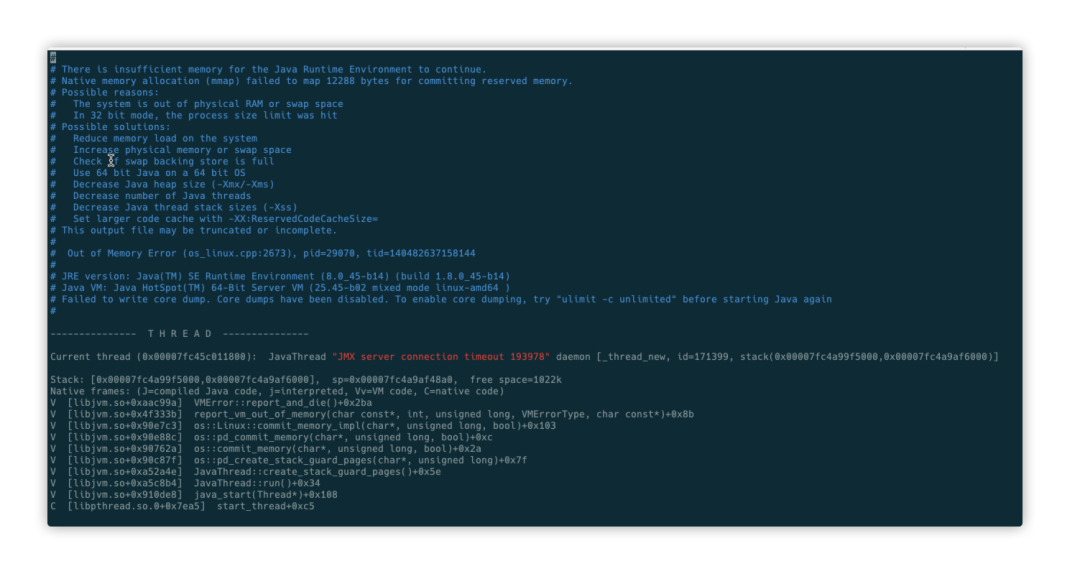 #
# There is insufficient memory for the Java Runtime Environment to continue.
# Native memory allocation (mmap) failed to map 12288 bytes for committing reserved memory.
# Possible reasons:
#   The system is out of physical RAM or swap space
#   In 32 bit mode, the process size limit was hit
# Possible solutions:
#   Reduce memory load on the system
#   Increase physical memory or swap space
#   Check if swap backing store is full
#   Use 64 bit Java on a 64 bit OS
#   Decrease Java heap size (-Xmx/-Xms)
#   Decrease number of Java threads
#   Decrease Java thread stack sizes (-Xss)
#   Set larger code cache with -XX:ReservedCodeCacheSize=
# This output file may be truncated or incomplete.
#
#  Out of Memory Error (os_linux.cpp:2673), pid=29070, tid=140482637158144
#
# JRE version: Java(TM) SE Runtime Environment (8.0_45-b14) (build 1.8.0_45-b14)
# Java VM: Java HotSpot(TM) 64-Bit Server VM (25.45-b02 mixed mode linux-amd64 )
# Failed to write core dump. Core dumps have been disabled. To enable core dumping, try "ulimit -c unlimited" before starting Java again
#
---------------  T H R E A D  ---------------
Current thread (0x00007fc45c011800):  JavaThread "JMX server connection timeout 193978" daemon [_thread_new, id=171399, stack(0x00007fc4a99f5000,0x00007fc4a9af6000)]
Stack: [0x00007fc4a99f5000,0x00007fc4a9af6000],  sp=0x00007fc4a9af48a0,  free space=1022k
Native frames: (J=compiled Java code, j=interpreted, Vv=VM code, C=native code)
V  [libjvm.so+0xaac99a]  VMError::report_and_die()+0x2ba
V  [libjvm.so+0x4f333b]  report_vm_out_of_memory(char const*, int, unsigned long, VMErrorType, char const*)+0x8b
V  [libjvm.so+0x90e7c3]  os::Linux::commit_memory_impl(char*, unsigned long, bool)+0x103
V  [libjvm.so+0x90e88c]  os::pd_commit_memory(char*, unsigned long, bool)+0xc
V  [libjvm.so+0x90762a]  os::commit_memory(char*, unsigned long, bool)+0x2a
V  [libjvm.so+0x90c87f]  os::pd_create_stack_guard_pages(char*, unsigned long)+0x7f
V  [libjvm.so+0xa52a4e]  JavaThread::create_stack_guard_pages()+0x5e
V  [libjvm.so+0xa5c8b4]  JavaThread::run()+0x34
V  [libjvm.so+0x910de8]  java_start(Thread*)+0x108
C  [libpthread.so.0+0x7ea5]  start_thread+0xc5